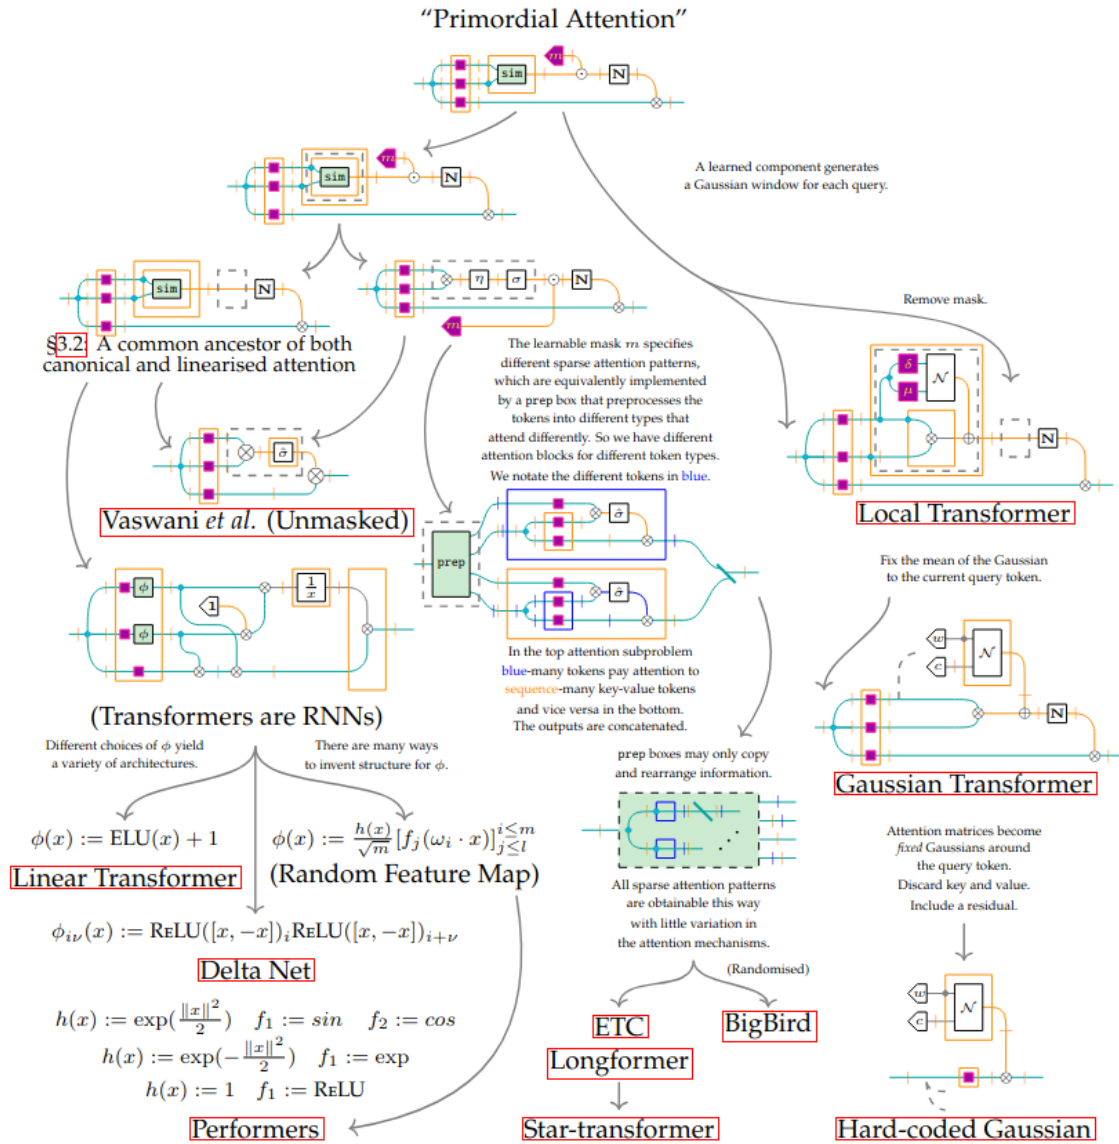 “Primordial Attention”
sim
m
N
A learned component generates
a Gaussian window for each query.
sim
m
N
sim
N
η
σ
N
m
Remove mask.
§3.2: A common ancestor of both
canonical and linearised attention
The learnable mask m specifies
different sparse attention patterns,
which are equivalently implemented
by a prep box that preprocesses the
tokens into different types that
attend differently. So we have different
attention blocks for different token types.
We notate the different tokens in blue.
δ
μ
𝒩
N
σ̂
Vaswani et al. (Unmasked)
Local Transformer
prep
σ̂
σ̂
Fix the mean of the Gaussian
to the current query token.
ϕ
ϕ
1
1/x
In the top attention subproblem
blue-many tokens pay attention to
sequence-many key-value tokens
and vice versa in the bottom.
The outputs are concatenated.
w
c
𝒩
N
(Transformers are RNNs)
Different choices of ϕ yield
a variety of architectures.
There are many ways
to invent structure for ϕ.
prep boxes may only copy
and rearrange information.
Gaussian Transformer
ϕ(x) := ELU(x) + 1
Linear Transformer
ϕ(x) := h(x)/√m [f_j(ω_i · x)]^{i≤m}_{j≤l}
(Random Feature Map)
Attention matrices become
fixed Gaussians around
the query token.
Discard key and value.
Include a residual.
All sparse attention patterns
are obtainable this way
with little variation in
the attention mechanisms.
ϕ_{iν}(x) := RELU([x, −x])_i RELU([x, −x])_{i+ν}
Delta Net
(Randomised)
h(x) := exp(‖x‖²/2) f₁ := sin f₂ := cos
h(x) := exp(−‖x‖²/2) f₁ := exp
h(x) := 1 f₁ := RELU
Performers
ETC
BigBird
Longformer
Star-transformer
w
c
𝒩
Hard-coded Gaussian